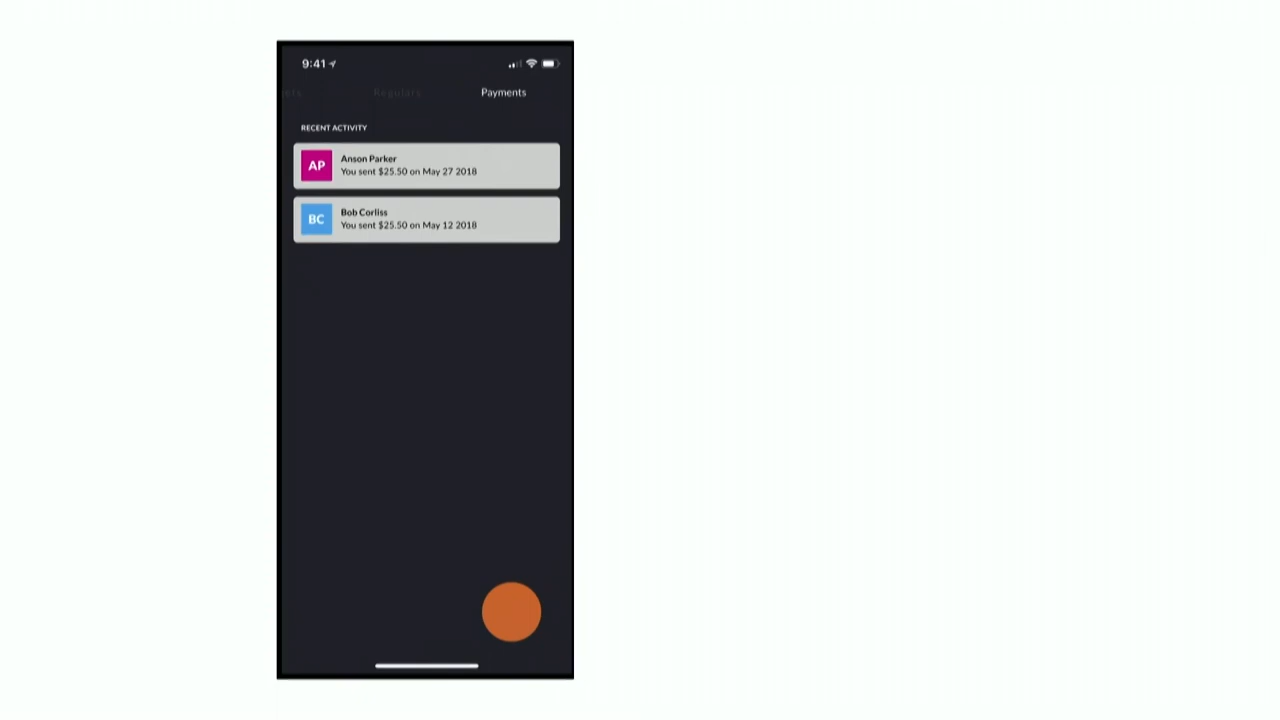 9:41
Regulars Payments
RECENT ACTIVITY
AP
Anson Parker
You sent $25.50 on May 27 2018
BC
Bob Corliss
You sent $25.50 on May 12 2018